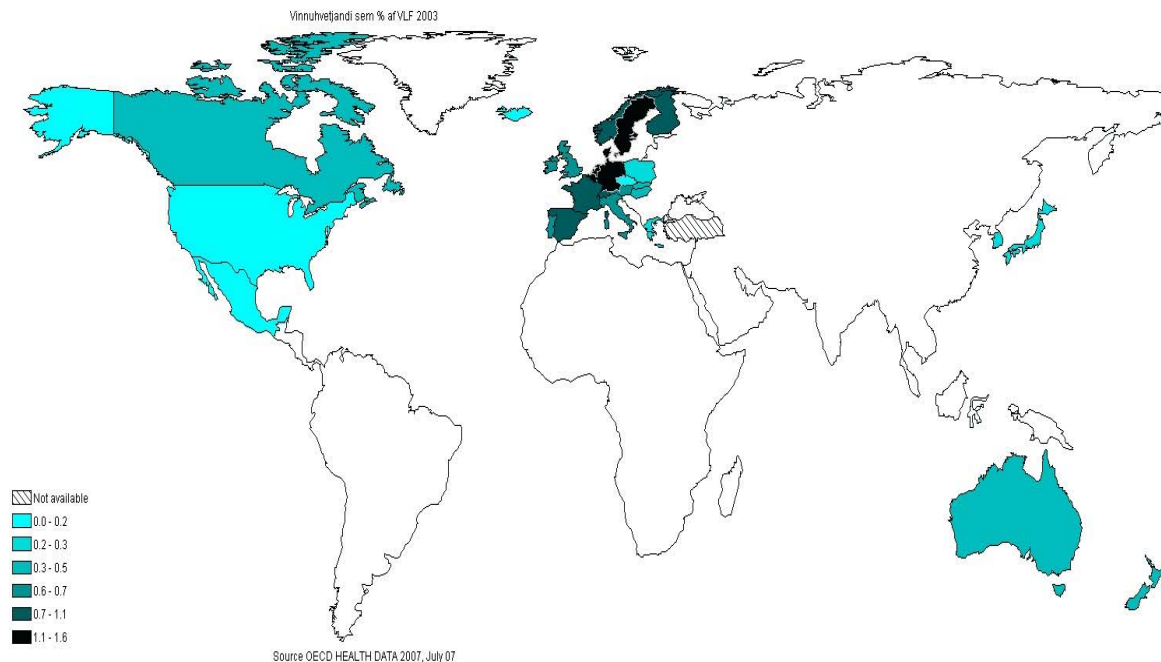 Vinnuhvetjandi sem % af VLF 2003
Not available
0.0 - 0.2
0.2 - 0.3
0.3 - 0.5
0.6 - 0.7
0.7 - 1.1
1.1 - 1.6
Source OECD HEALTH DATA 2007, July 07